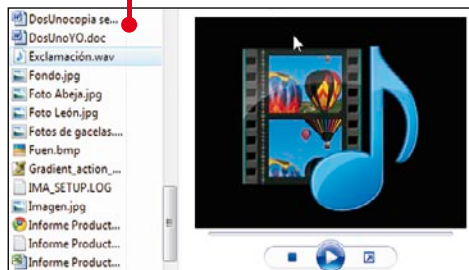 DosUnocopia se...
DosUnoYO.doc
Exclamación.wav
Fondo.jpg
Foto Abeja.jpg
Foto León.jpg
Fotos de gacelas....
Fuen.bmp
Gradient_action_...
IMA_SETUP.LOG
Imagen.jpg
Informe Product...
Informe Product...
Informe Product...